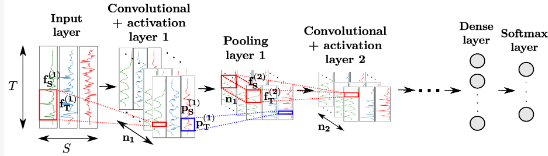 Input
layer
Convolutional
+ activation
layer 1
Pooling
layer 1
Convolutional
+ activation
layer 2
Dense
layer
Softmax
layer
T
S
f_S^(1)
f_T^(1)
n_1
p_S^(1)
p_T^(1)
f_S^(2)
f_T^(2)
n_1
n_2